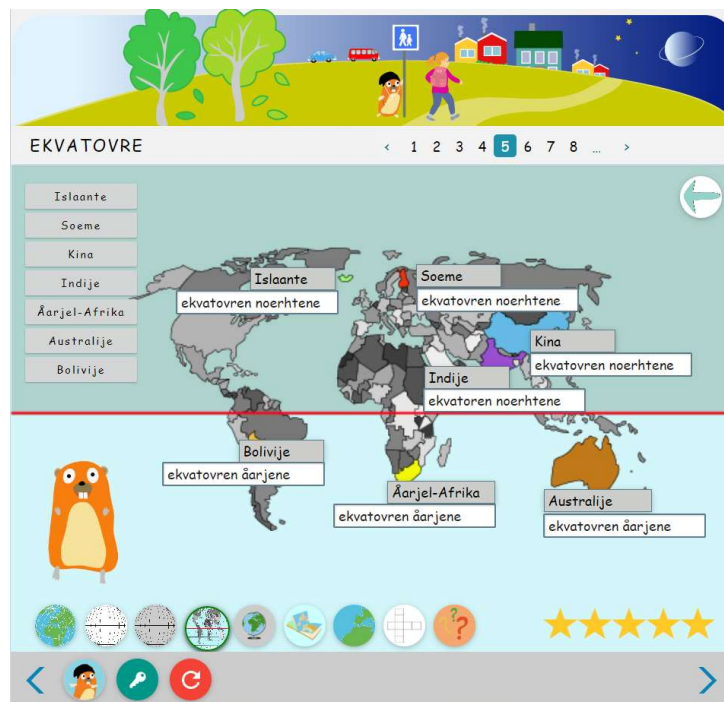 EKVATOVRE
‹ 1 2 3 4 5 6 7 8 … ›
Islaante
Soeme
Kina
Indije
Åarjel-Afrika
Australije
Bolivije
Islaante
ekvatovren noerhtene
Soeme
ekvatovren noerhtene
Kina
ekvatovren noerhtene
Indije
ekvatoren noerhtene
Bolivije
ekvatovren åarjene
Åarjel-Afrika
ekvatovren åarjene
Australije
ekvatovren åarjene
???